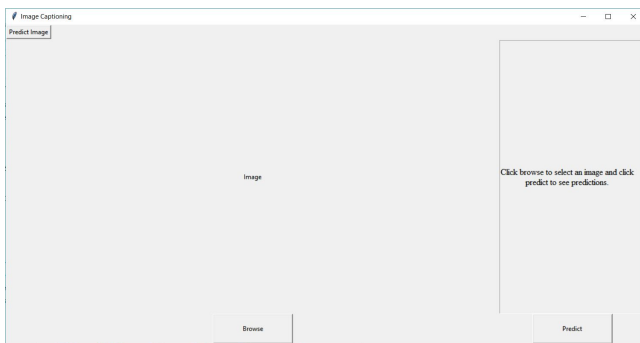 Image Captioning
Predict Image
Image
Click browse to select an image and click
predict to see predictions.
Browse
Predict